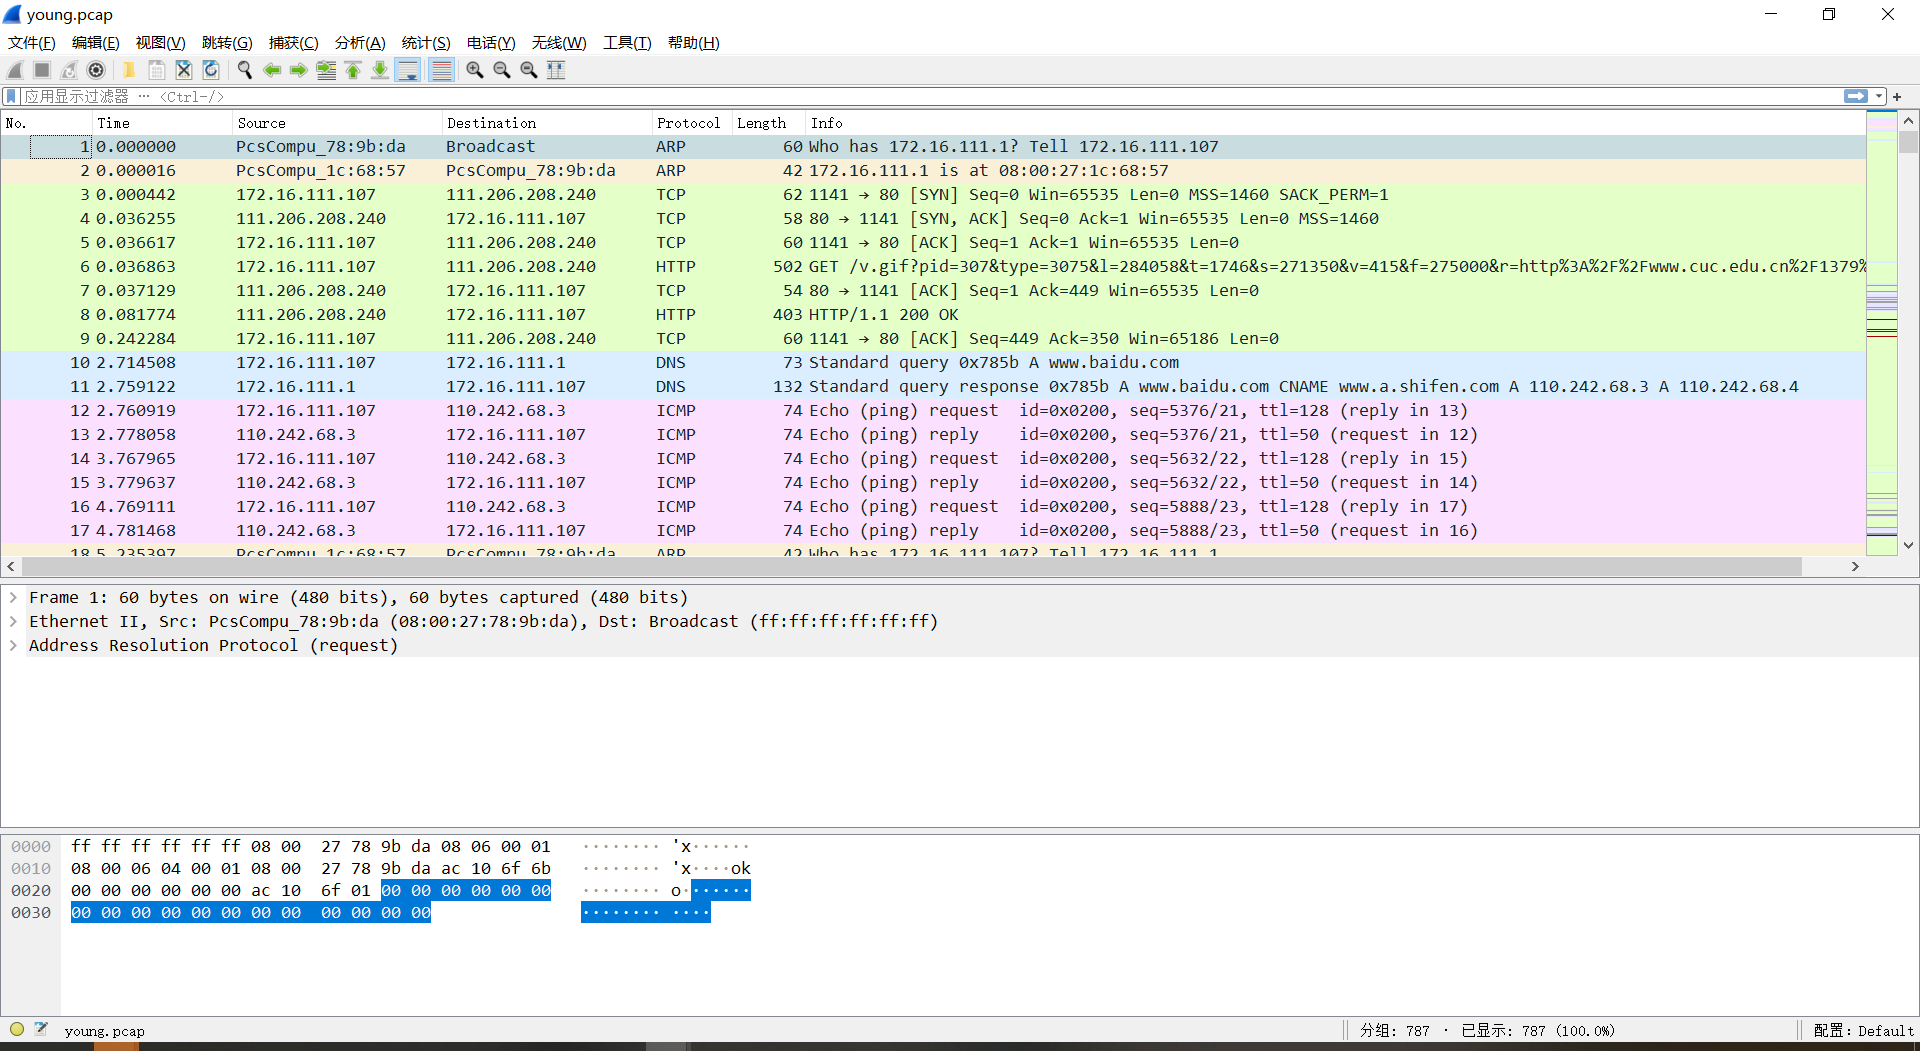 young.pcap
文件(F) 编辑(E) 视图(V) 跳转(G) 捕获(C) 分析(A) 统计(S) 电话(Y) 无线(W) 工具(T) 帮助(H)
应用显示过滤器 … <Ctrl-/>
No. Time Source Destination Protocol Length Info
1 0.000000 PcsCompu_78:9b:da Broadcast ARP 60 Who has 172.16.111.1? Tell 172.16.111.107
2 0.000016 PcsCompu_1c:68:57 PcsCompu_78:9b:da ARP 42 172.16.111.1 is at 08:00:27:1c:68:57
3 0.000442 172.16.111.107 111.206.208.240 TCP 62 1141 → 80 [SYN] Seq=0 Win=65535 Len=0 MSS=1460 SACK_PERM=1
4 0.036255 111.206.208.240 172.16.111.107 TCP 58 80 → 1141 [SYN, ACK] Seq=0 Ack=1 Win=65535 Len=0 MSS=1460
5 0.036617 172.16.111.107 111.206.208.240 TCP 60 1141 → 80 [ACK] Seq=1 Ack=1 Win=65535 Len=0
6 0.036863 172.16.111.107 111.206.208.240 HTTP 502 GET /v.gif?pid=307&type=3075&l=284058&t=1746&s=271350&v=415&f=275000&r=http%3A%2F%2Fwww.cuc.edu.cn%2F1379%
7 0.037129 111.206.208.240 172.16.111.107 TCP 54 80 → 1141 [ACK] Seq=1 Ack=449 Win=65535 Len=0
8 0.081774 111.206.208.240 172.16.111.107 HTTP 403 HTTP/1.1 200 OK
9 0.242284 172.16.111.107 111.206.208.240 TCP 60 1141 → 80 [ACK] Seq=449 Ack=350 Win=65186 Len=0
10 2.714508 172.16.111.107 172.16.111.1 DNS 73 Standard query 0x785b A www.baidu.com
11 2.759122 172.16.111.1 172.16.111.107 DNS 132 Standard query response 0x785b A www.baidu.com CNAME www.a.shifen.com A 110.242.68.3 A 110.242.68.4
12 2.760919 172.16.111.107 110.242.68.3 ICMP 74 Echo (ping) request id=0x0200, seq=5376/21, ttl=128 (reply in 13)
13 2.778058 110.242.68.3 172.16.111.107 ICMP 74 Echo (ping) reply id=0x0200, seq=5376/21, ttl=50 (request in 12)
14 3.767965 172.16.111.107 110.242.68.3 ICMP 74 Echo (ping) request id=0x0200, seq=5632/22, ttl=128 (reply in 15)
15 3.779637 110.242.68.3 172.16.111.107 ICMP 74 Echo (ping) reply id=0x0200, seq=5632/22, ttl=50 (request in 14)
16 4.769111 172.16.111.107 110.242.68.3 ICMP 74 Echo (ping) request id=0x0200, seq=5888/23, ttl=128 (reply in 17)
17 4.781468 110.242.68.3 172.16.111.107 ICMP 74 Echo (ping) reply id=0x0200, seq=5888/23, ttl=50 (request in 16)
18 5.235397 PcsCompu_1c:68:57 PcsCompu_78:9b:da ARP 42 Who has 172.16.111.107? Tell 172.16.111.1
Frame 1: 60 bytes on wire (480 bits), 60 bytes captured (480 bits)
Ethernet II, Src: PcsCompu_78:9b:da (08:00:27:78:9b:da), Dst: Broadcast (ff:ff:ff:ff:ff:ff)
Address Resolution Protocol (request)
0000 ff ff ff ff ff ff 08 00 27 78 9b da 08 06 00 01 ········ 'x······
0010 08 00 06 04 00 01 08 00 27 78 9b da ac 10 6f 6b ········ 'x····ok
0020 00 00 00 00 00 00 ac 10 6f 01 00 00 00 00 00 00 ········ o·······
0030 00 00 00 00 00 00 00 00 00 00 00 00 ········ ····
young.pcap 分组: 787 · 已显示: 787 (100.0%) 配置: Default